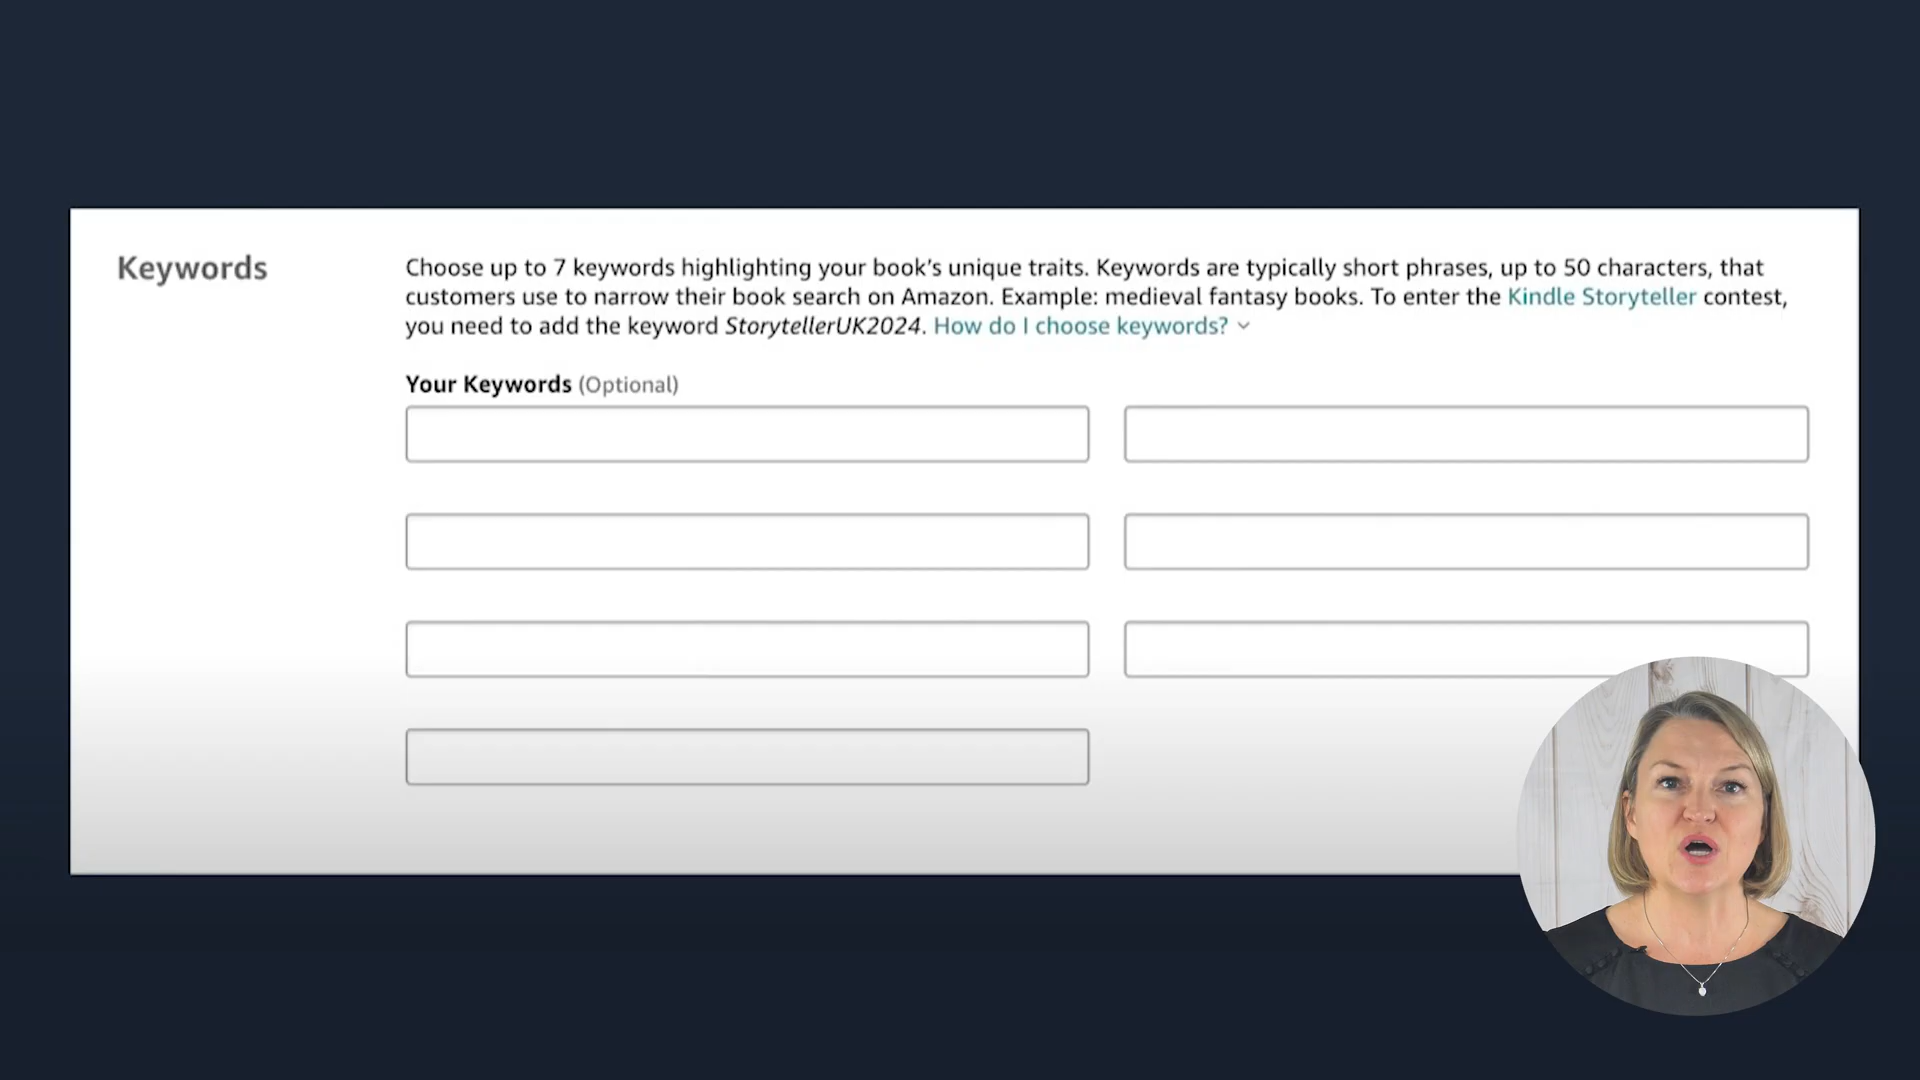 Keywords
Choose up to 7 keywords highlighting your book's unique traits. Keywords are typically short phrases, up to 50 characters, that
customers use to narrow their book search on Amazon. Example: medieval fantasy books. To enter the Kindle Storyteller contest,
you need to add the keyword StorytellerUK2024. How do I choose keywords?
Your Keywords (Optional)